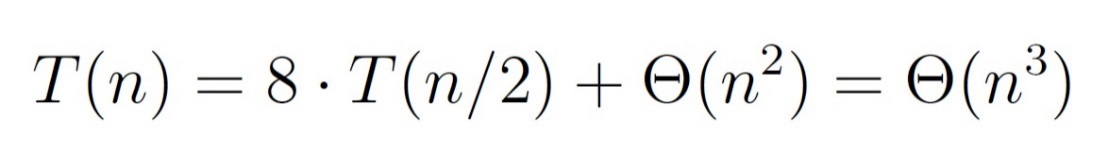 T(n) = 8 · T(n/2) + Θ(n²) = Θ(n³)